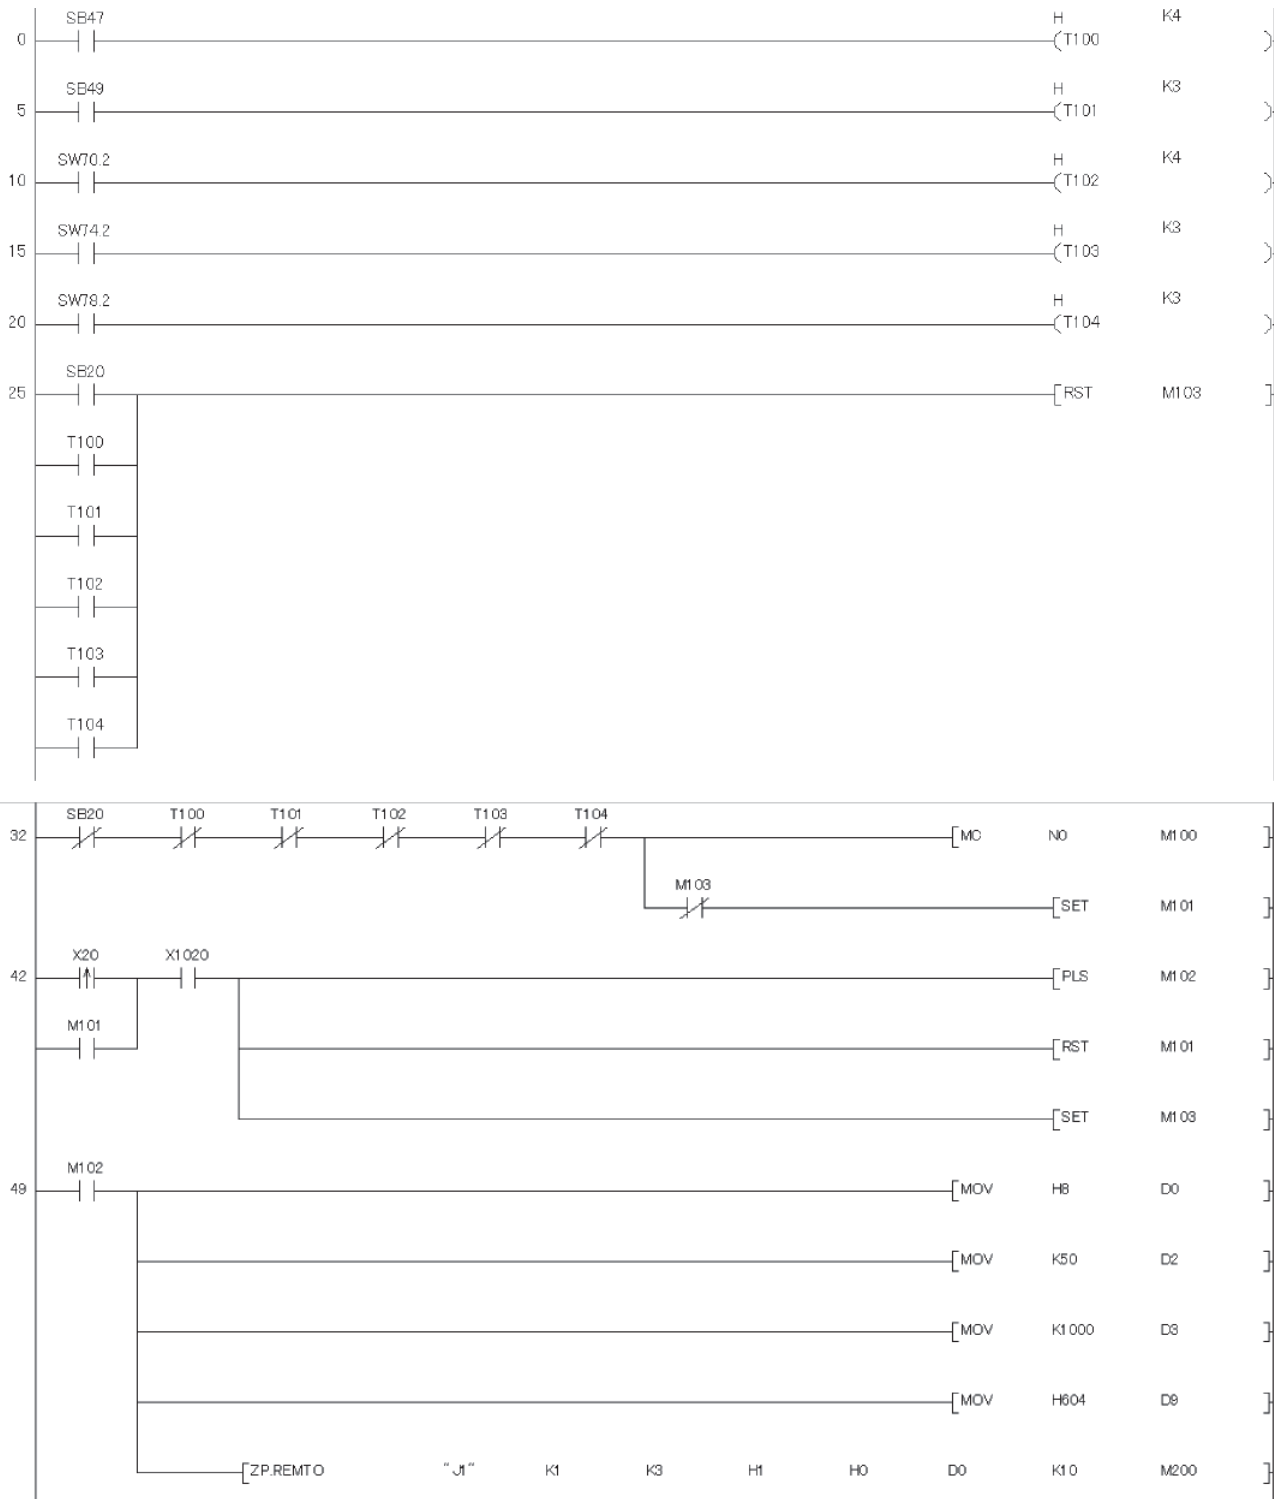 SB47 H K4
0 T100
SB49 H K3
5 T101
SW70.2 H K4
10 T102
SW74.2 H K3
15 T103
SW78.2 H K3
20 T104
SB20
25 RST M103
T100
T101
T102
T103
T104
SB20 T100 T101 T102 T103 T104
32 MC N0 M100
M103
SET M101
X20 X1020
42 PLS M102
M101
RST M101
SET M103
M102
49 MOV H8 D0
MOV K50 D2
MOV K1000 D3
MOV H604 D9
ZP.REMTO "J1" K1 K3 H1 H0 D0 K10 M200